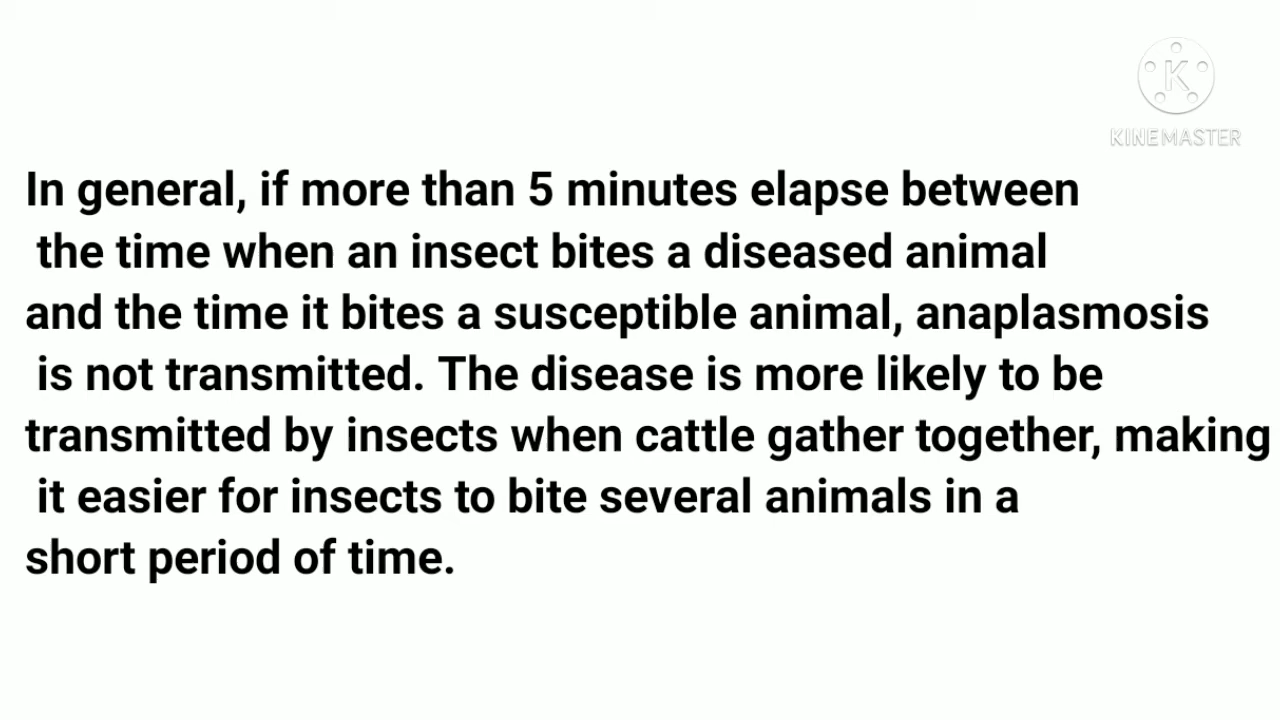 K
KINEMASTER
In general, if more than 5 minutes elapse between
the time when an insect bites a diseased animal
and the time it bites a susceptible animal, anaplasmosis
is not transmitted. The disease is more likely to be
transmitted by insects when cattle gather together, making
it easier for insects to bite several animals in a
short period of time.